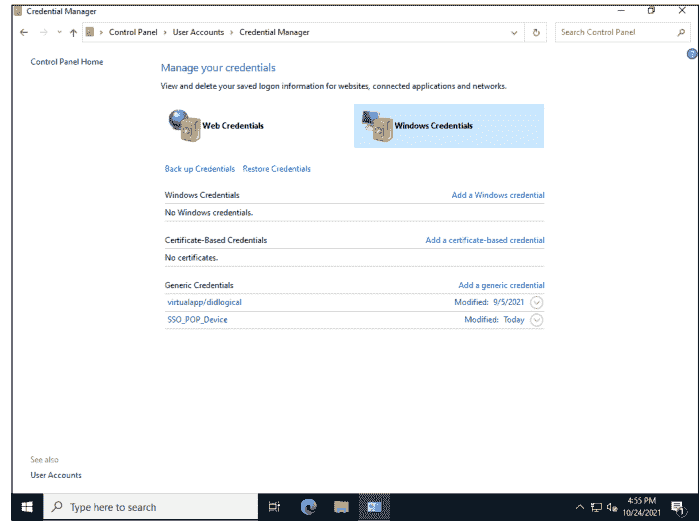 Credential Manager
Control Panel > User Accounts > Credential Manager
Search Control Panel
Control Panel Home
Manage your credentials
View and delete your saved logon information for websites, connected applications and networks.
Web Credentials
Windows Credentials
Back up Credentials Restore Credentials
Windows Credentials Add a Windows credential
No Windows credentials.
Certificate-Based Credentials Add a certificate-based credential
No certificates.
Generic Credentials Add a generic credential
virtualapp/didlogical Modified: 9/5/2021
SSO_POP_Device Modified: Today
See also
User Accounts
Type here to search
4:55 PM
10/24/2021